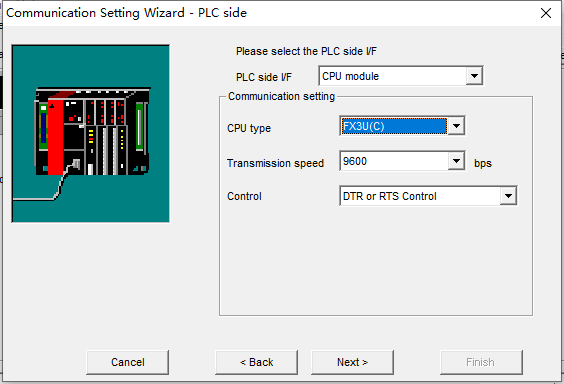 Communication Setting Wizard - PLC side
Please select the PLC side I/F
PLC side I/F CPU module
Communication setting
CPU type FX3U(C)
Transmission speed 9600 bps
Control DTR or RTS Control
Cancel < Back Next > Finish